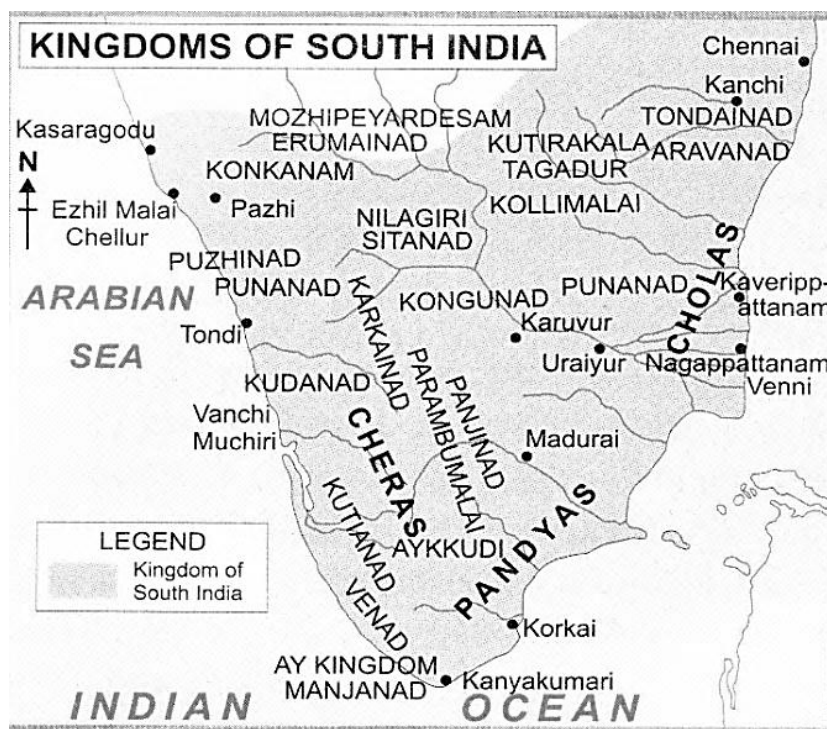 KINGDOMS OF SOUTH INDIA
Chennai
Kanchi
MOZHIPEYARDESAM
ERUMAINAD
TONDAINAD
Kasaragodu
KUTIRAKALA
TAGADUR
ARAVANAD
N
KONKANAM
Pazhi
KOLLIMALAI
Ezhil Malai
Chellur
NILAGIRI
SITANAD
CHOLAS
PUZHINAD
PUNANAD
ARABIAN
SEA
KARKAINAD
KONGUNAD
PUNANAD
Kaveripp-
attanam
Karuvur
Tondi
Uraiyur
Nagappattanam
Venni
KUDANAD
PARAMBUMALAI
PANJINAD
Vanchi
Muchiri
CHERAS
Madurai
KUTIANAD
PANDYAS
LEGEND
Kingdom of
South India
AYKKUDI
VENAD
Korkai
AY KINGDOM
MANJANAD
Kanyakumari
INDIAN OCEAN